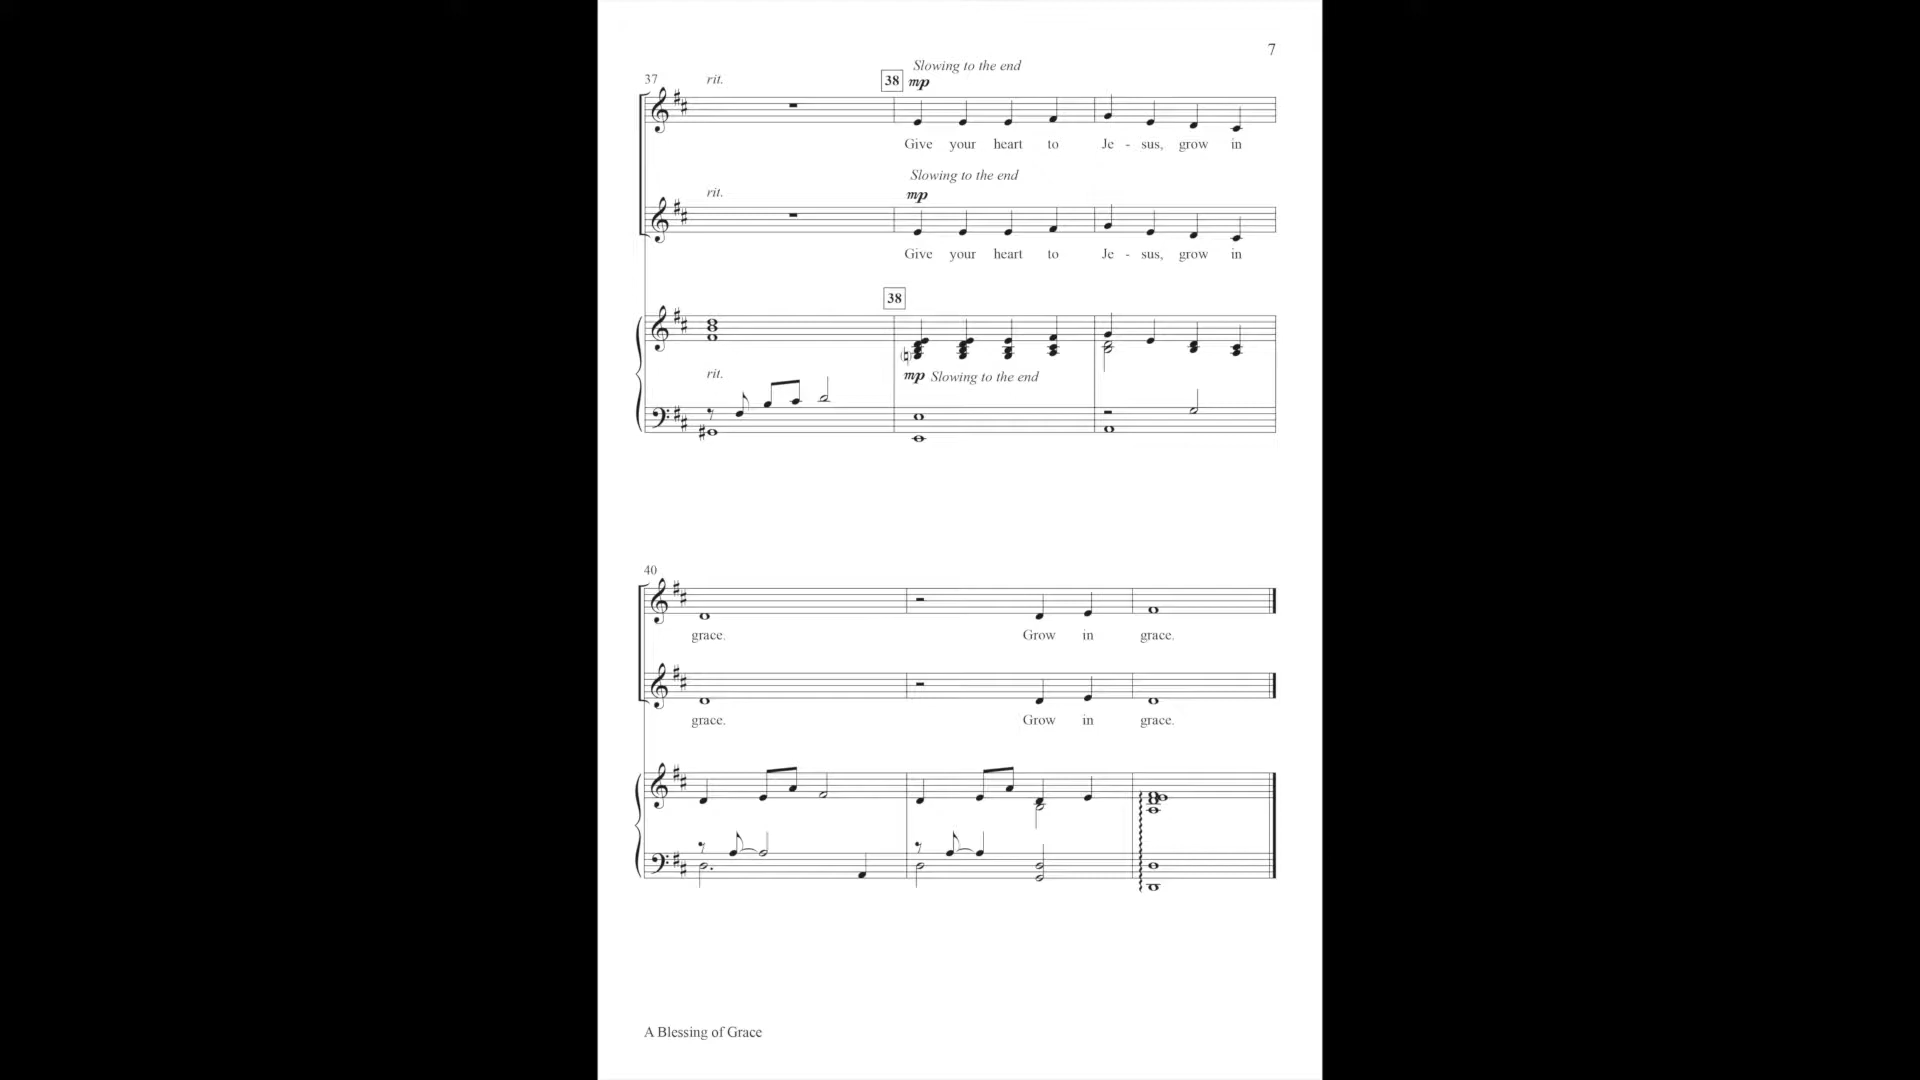 7
37 rit. 38 Slowing to the end
mp
Give your heart to Je - sus, grow in
Slowing to the end
rit. mp
Give your heart to Je - sus, grow in
38
rit. mp Slowing to the end
40
grace. Grow in grace.
grace. Grow in grace.
A Blessing of Grace